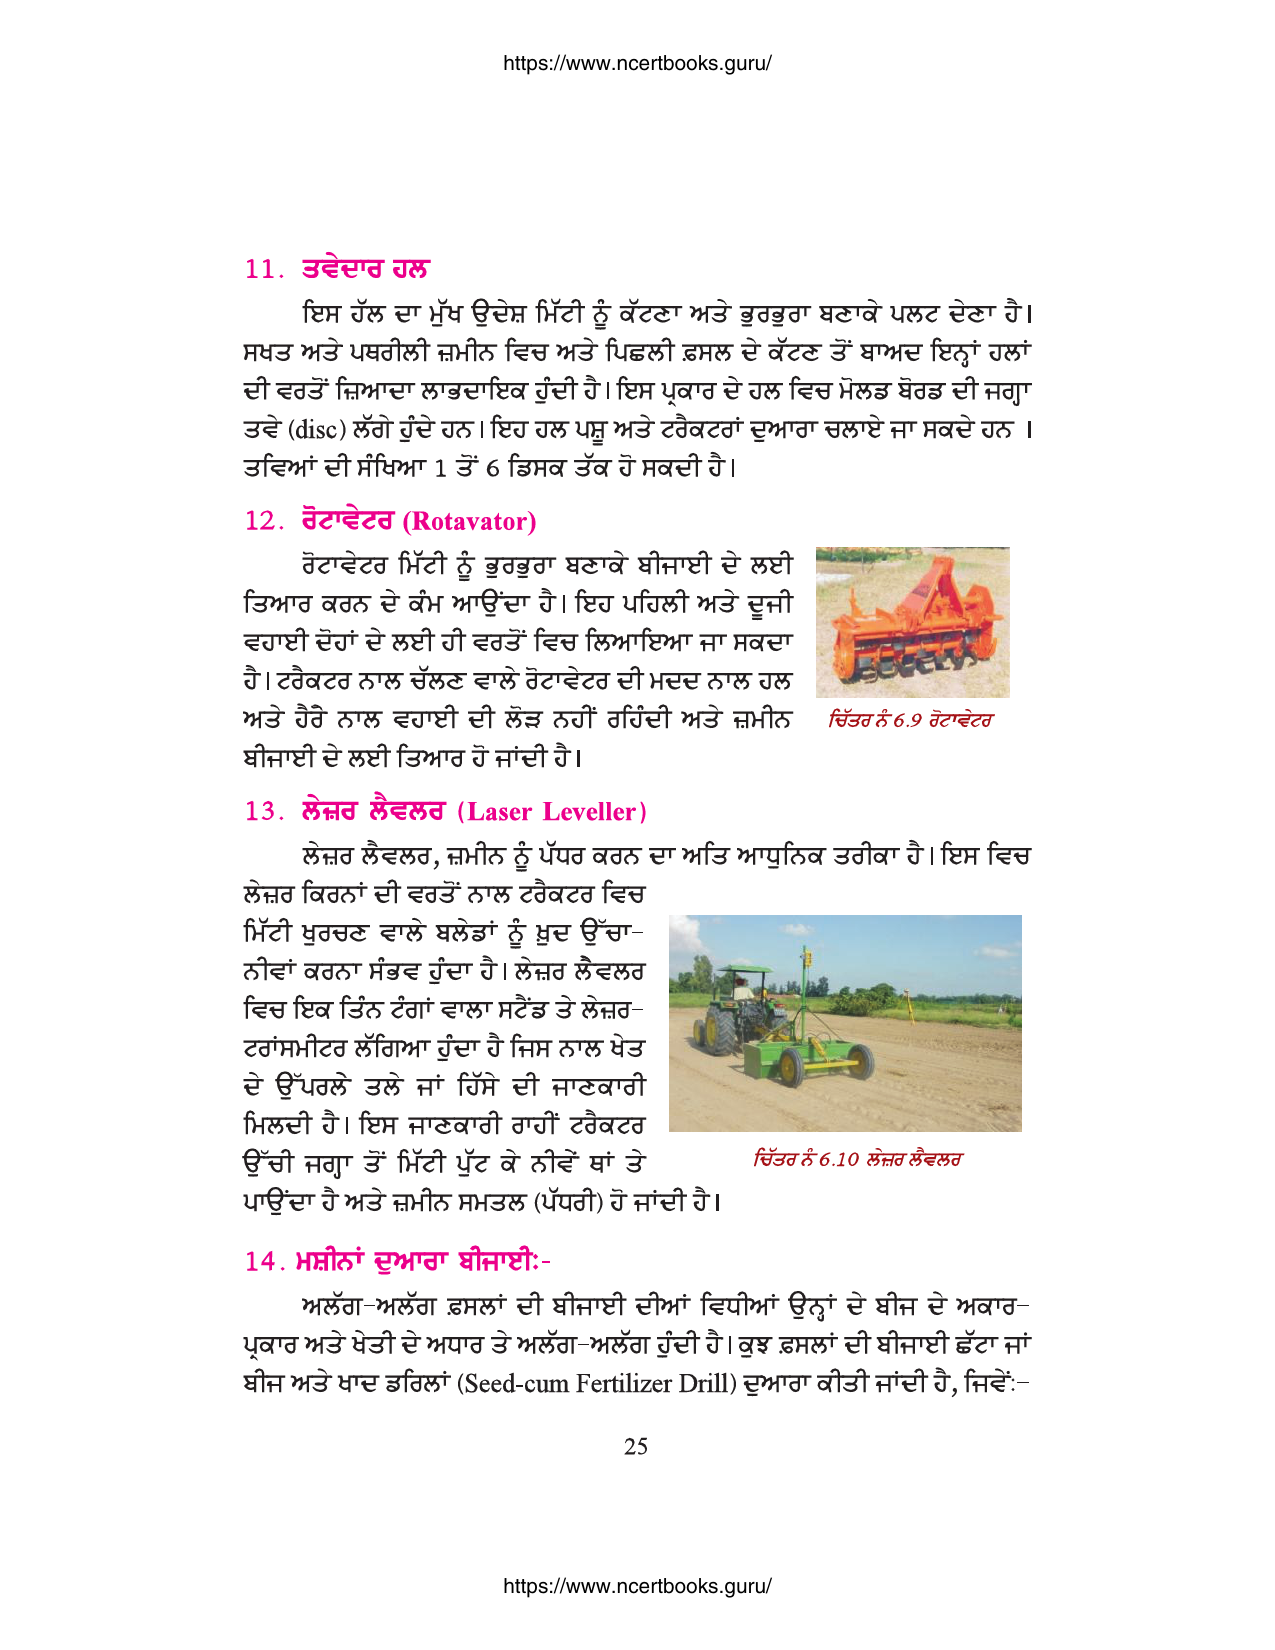 https://www.ncertbooks.guru/
11. ਤਵੇਦਾਰ ਹਲ
ਇਸ ਹੱਲ ਦਾ ਮੁੱਖ ਉਦੇਸ਼ ਮਿੱਟੀ ਨੂੰ ਕੱਟਣਾ ਅਤੇ ਭੁਰਭੁਰਾ ਬਣਾਕੇ ਪਲਟ ਦੇਣਾ ਹੈ।
ਸਖਤ ਅਤੇ ਪਥਰੀਲੀ ਜ਼ਮੀਨ ਵਿਚ ਅਤੇ ਪਿਛਲੀ ਫ਼ਸਲ ਦੇ ਕੱਟਣ ਤੋਂ ਬਾਅਦ ਇਨ੍ਹਾਂ ਹਲਾਂ
ਦੀ ਵਰਤੋਂ ਜ਼ਿਆਦਾ ਲਾਭਦਾਇਕ ਹੁੰਦੀ ਹੈ। ਇਸ ਪ੍ਰਕਾਰ ਦੇ ਹਲ ਵਿਚ ਮੋਲਡ ਬੋਰਡ ਦੀ ਜਗ੍ਹਾ
ਤਵੇ (disc) ਲੱਗੇ ਹੁੰਦੇ ਹਨ। ਇਹ ਹਲ ਪਸ਼ੂ ਅਤੇ ਟਰੈਕਟਰਾਂ ਦੁਆਰਾ ਚਲਾਏ ਜਾ ਸਕਦੇ ਹਨ ।
ਤਵਿਆਂ ਦੀ ਸੰਖਿਆ 1 ਤੋਂ 6 ਡਿਸਕ ਤੱਕ ਹੋ ਸਕਦੀ ਹੈ।
12. ਰੋਟਾਵੇਟਰ (Rotavator)
ਰੋਟਾਵੇਟਰ ਮਿੱਟੀ ਨੂੰ ਭੁਰਭੁਰਾ ਬਣਾਕੇ ਬੀਜਾਈ ਦੇ ਲਈ
ਤਿਆਰ ਕਰਨ ਦੇ ਕੰਮ ਆਉਂਦਾ ਹੈ। ਇਹ ਪਹਿਲੀ ਅਤੇ ਦੂਜੀ
ਵਹਾਈ ਦੋਹਾਂ ਦੇ ਲਈ ਹੀ ਵਰਤੋਂ ਵਿਚ ਲਿਆਇਆ ਜਾ ਸਕਦਾ
ਹੈ। ਟਰੈਕਟਰ ਨਾਲ ਚੱਲਣ ਵਾਲੇ ਰੋਟਾਵੇਟਰ ਦੀ ਮਦਦ ਨਾਲ ਹਲ
ਅਤੇ ਹੈਰੋ ਨਾਲ ਵਹਾਈ ਦੀ ਲੋੜ ਨਹੀਂ ਰਹਿੰਦੀ ਅਤੇ ਜ਼ਮੀਨ
ਬੀਜਾਈ ਦੇ ਲਈ ਤਿਆਰ ਹੋ ਜਾਂਦੀ ਹੈ।
ਚਿੱਤਰ ਨੰ 6.9 ਰੋਟਾਵੇਟਰ
13. ਲੇਜ਼ਰ ਲੈਵਲਰ (Laser Leveller)
ਲੇਜ਼ਰ ਲੈਵਲਰ, ਜ਼ਮੀਨ ਨੂੰ ਪੱਧਰ ਕਰਨ ਦਾ ਅਤਿ ਆਧੁਨਿਕ ਤਰੀਕਾ ਹੈ। ਇਸ ਵਿਚ
ਲੇਜ਼ਰ ਕਿਰਨਾਂ ਦੀ ਵਰਤੋਂ ਨਾਲ ਟਰੈਕਟਰ ਵਿਚ
ਮਿੱਟੀ ਖੁਰਚਣ ਵਾਲੇ ਬਲੇਡਾਂ ਨੂੰ ਖ਼ੁਦ ਉੱਚਾ-
ਨੀਵਾਂ ਕਰਨਾ ਸੰਭਵ ਹੁੰਦਾ ਹੈ। ਲੇਜ਼ਰ ਲੈਵਲਰ
ਵਿਚ ਇਕ ਤਿੰਨ ਟੰਗਾਂ ਵਾਲਾ ਸਟੈਂਡ ਤੇ ਲੇਜ਼ਰ-
ਟਰਾਂਸਮੀਟਰ ਲੱਗਿਆ ਹੁੰਦਾ ਹੈ ਜਿਸ ਨਾਲ ਖੇਤ
ਦੇ ਉੱਪਰਲੇ ਤਲੇ ਜਾਂ ਹਿੱਸੇ ਦੀ ਜਾਣਕਾਰੀ
ਮਿਲਦੀ ਹੈ। ਇਸ ਜਾਣਕਾਰੀ ਰਾਹੀਂ ਟਰੈਕਟਰ
ਉੱਚੀ ਜਗ੍ਹਾ ਤੋਂ ਮਿੱਟੀ ਪੁੱਟ ਕੇ ਨੀਵੇਂ ਥਾਂ ਤੇ
ਪਾਉਂਦਾ ਹੈ ਅਤੇ ਜ਼ਮੀਨ ਸਮਤਲ (ਪੱਧਰੀ) ਹੋ ਜਾਂਦੀ ਹੈ।
ਚਿੱਤਰ ਨੰ 6.10 ਲੇਜ਼ਰ ਲੈਵਲਰ
14. ਮਸ਼ੀਨਾਂ ਦੁਆਰਾ ਬੀਜਾਈ:-
ਅਲੱਗ-ਅਲੱਗ ਫ਼ਸਲਾਂ ਦੀ ਬੀਜਾਈ ਦੀਆਂ ਵਿਧੀਆਂ ਉਨ੍ਹਾਂ ਦੇ ਬੀਜ ਦੇ ਅਕਾਰ-
ਪ੍ਰਕਾਰ ਅਤੇ ਖੇਤੀ ਦੇ ਅਧਾਰ ਤੇ ਅਲੱਗ-ਅਲੱਗ ਹੁੰਦੀ ਹੈ। ਕੁਝ ਫ਼ਸਲਾਂ ਦੀ ਬੀਜਾਈ ਛੱਟਾ ਜਾਂ
ਬੀਜ ਅਤੇ ਖਾਦ ਡਰਿਲਾਂ (Seed-cum Fertilizer Drill) ਦੁਆਰਾ ਕੀਤੀ ਜਾਂਦੀ ਹੈ, ਜਿਵੇਂ:-
25
https://www.ncertbooks.guru/